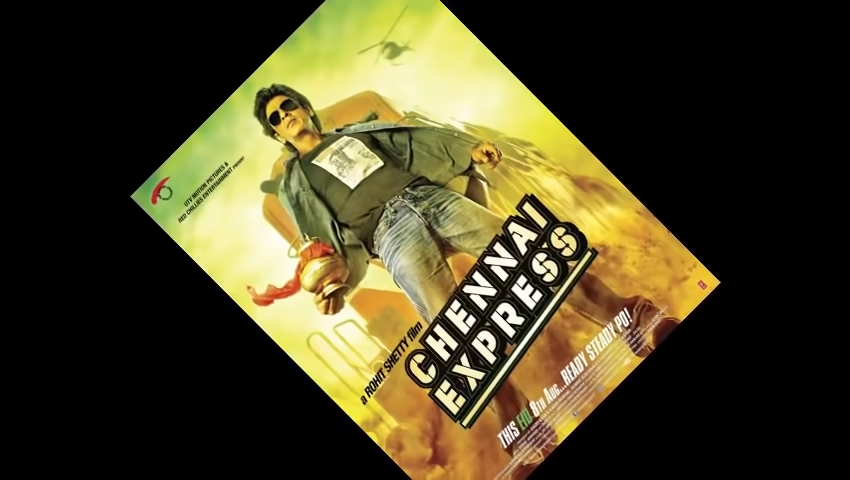 UTV MOTION PICTURES &
RED CHILLIES ENTERTAINMENT PRESENT
a ROHIT SHETTY film
CHENNAI
EXPRESS
THIS EID 8TH AUG...READY STEADY PO!